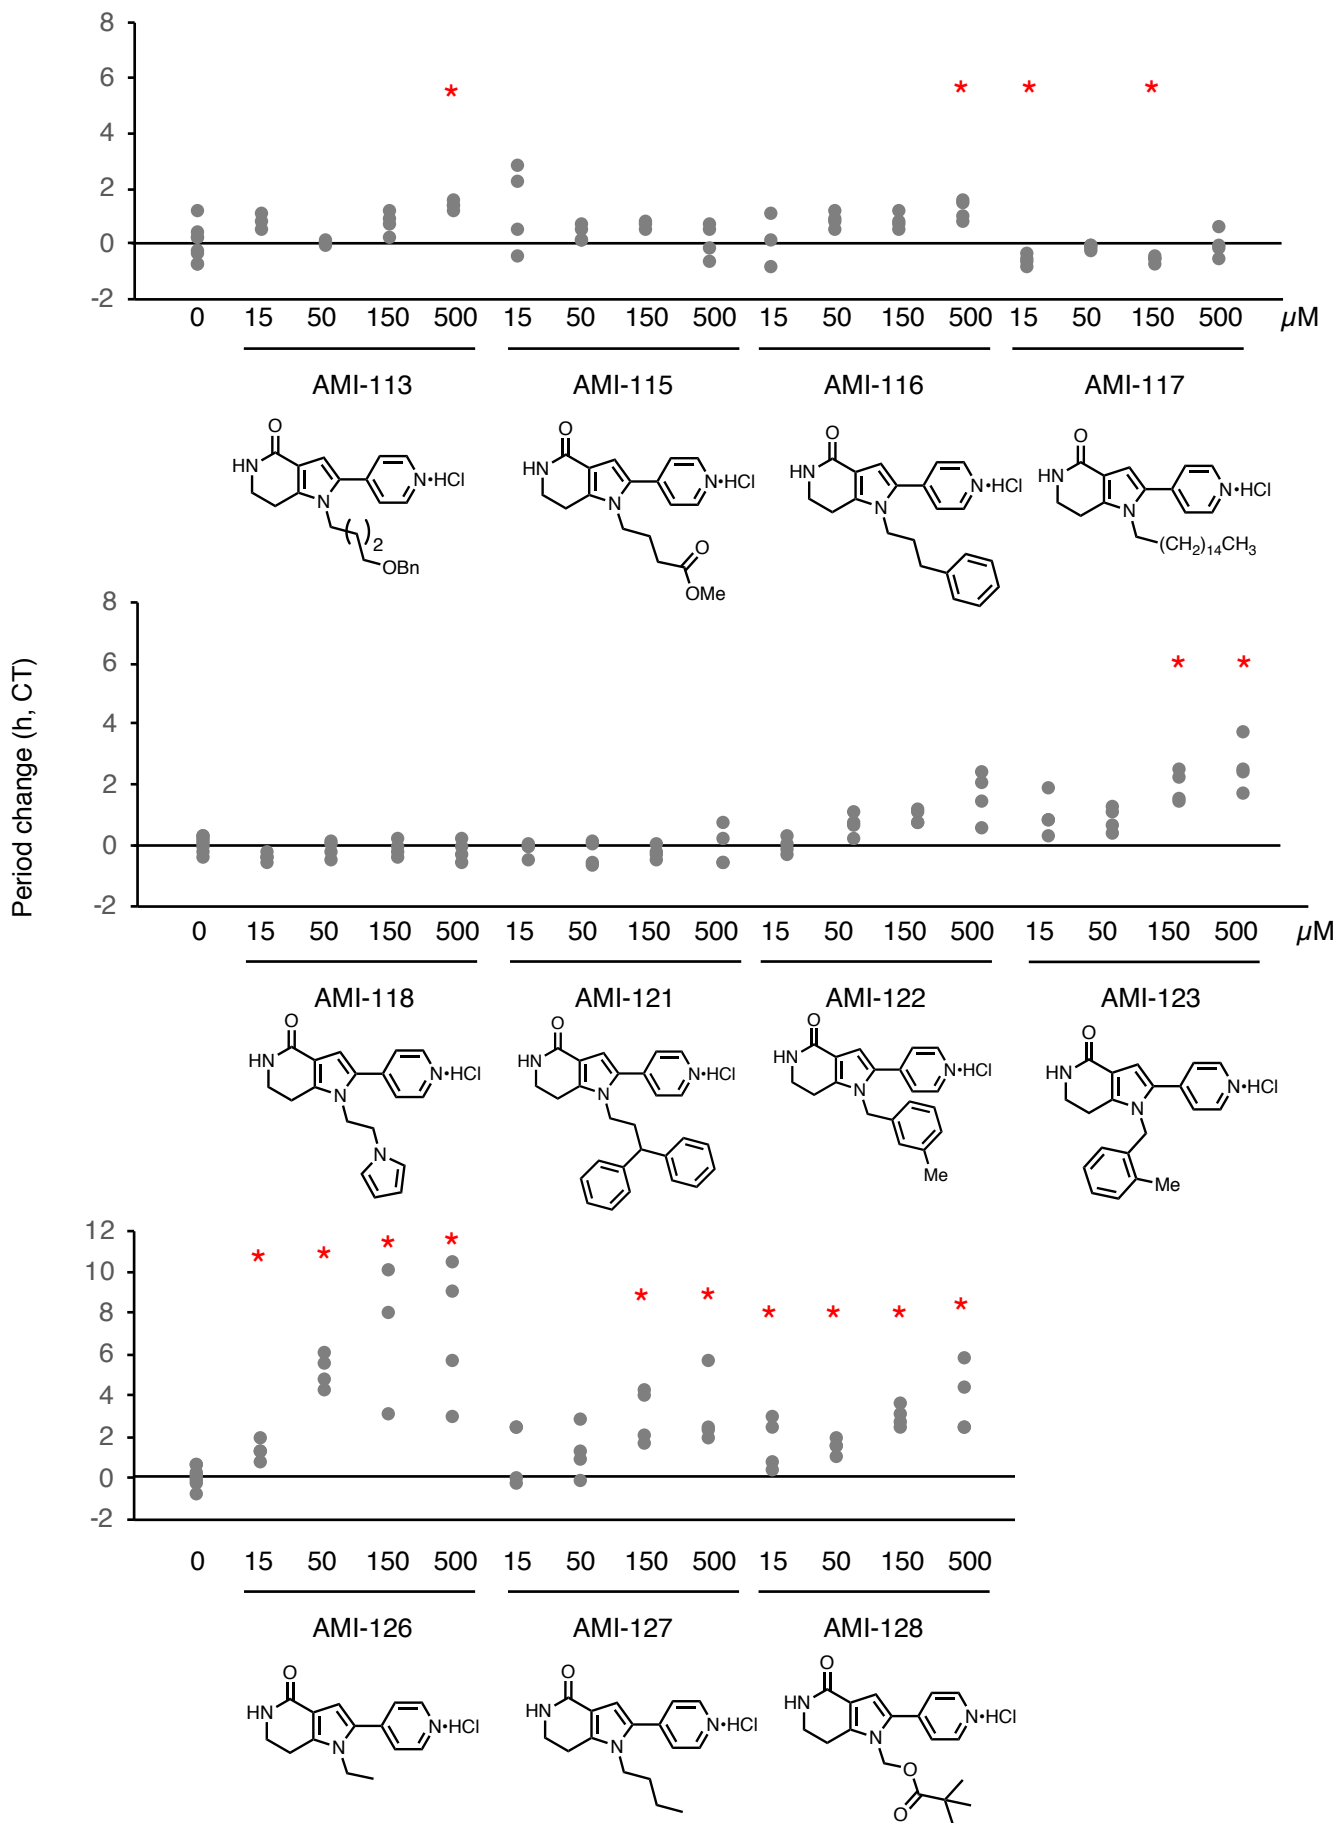 8
6
4
2
0
-2
* * * *
0 15 50 150 500 15 50 150 500 15 50 150 500 15 50 150 500 µM
AMI-113 AMI-115 AMI-116 AMI-117
O HN N N•HCl ( )2 OBn
O HN N N•HCl O OMe
O HN N N•HCl
O HN N N•HCl (CH2)14CH3
Period change (h, CT)
8
6
4
2
0
-2
* *
0 15 50 150 500 15 50 150 500 15 50 150 500 15 50 150 500 µM
AMI-118 AMI-121 AMI-122 AMI-123
O HN N N•HCl N
O HN N N•HCl
O HN N N•HCl Me
O HN N N•HCl Me
12
10
8
6
4
2
0
-2
* * * * * * * * * *
0 15 50 150 500 15 50 150 500 15 50 150 500
AMI-126 AMI-127 AMI-128
O HN N N•HCl
O HN N N•HCl
O HN N N•HCl O O